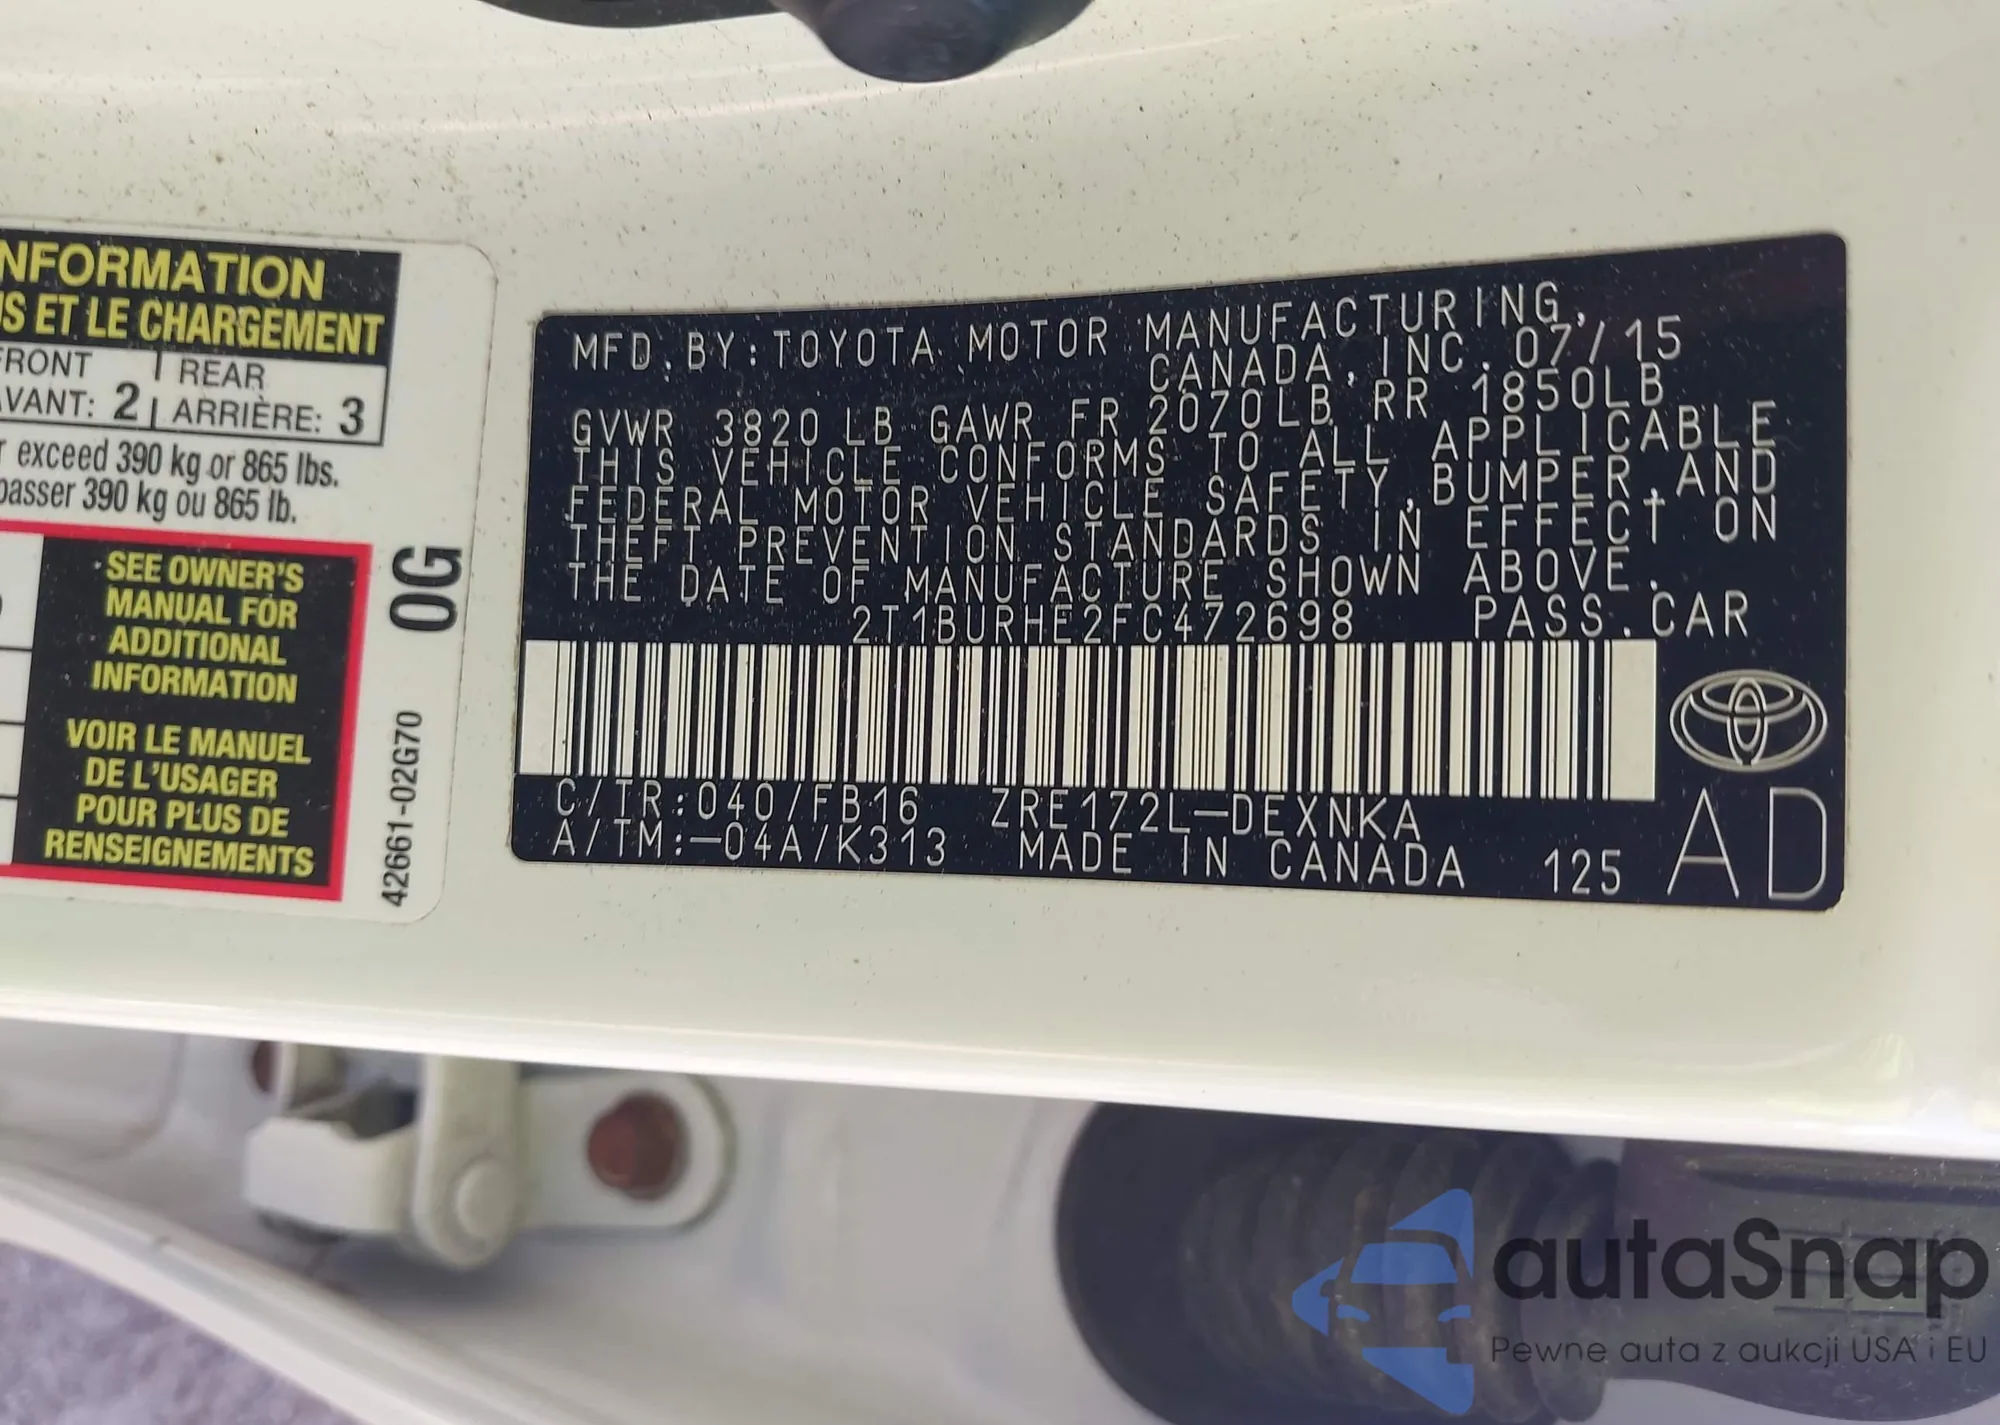 NFORMATION
US ET LE CHARGEMENT
FRONT REAR
AVANT: 2 ARRIÈRE: 3
exceed 390 kg or 865 lbs.
passer 390 kg ou 865 lb.
SEE OWNER'S
MANUAL FOR
ADDITIONAL
INFORMATION
VOIR LE MANUEL
DE L'USAGER
POUR PLUS DE
RENSEIGNEMENTS
0G
42661-02G70
MFD. BY: TOYOTA MOTOR MANUFACTURING,
CANADA, INC. 07/15
GVWR 3820 LB GAWR FR 2070LB RR 1850LB
THIS VEHICLE CONFORMS TO ALL APPLICABLE
FEDERAL MOTOR VEHICLE SAFETY, BUMPER, AND
THEFT PREVENTION STANDARDS IN EFFECT ON
THE DATE OF MANUFACTURE SHOWN ABOVE.
2T1BURHE2FC472698 PASS. CAR
C/TR:040/FB16 ZRE172L-DEXNKA
A/TM:-04A/K313 MADE IN CANADA 125
AD
autaSnap
Pewne auta z aukcji USA i EU